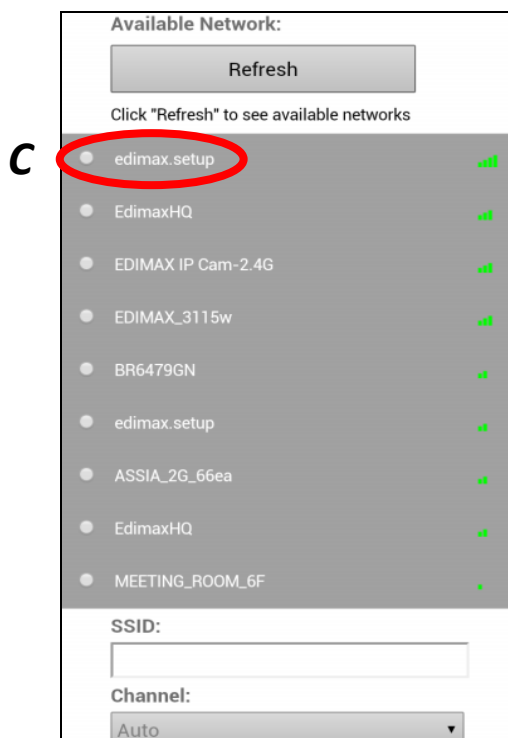 Available Network:
Refresh
Click "Refresh" to see available networks
C
edimax.setup
EdimaxHQ
EDIMAX IP Cam-2.4G
EDIMAX_3115w
BR6479GN
edimax.setup
ASSIA_2G_66ea
EdimaxHQ
MEETING_ROOM_6F
SSID:
Channel:
Auto